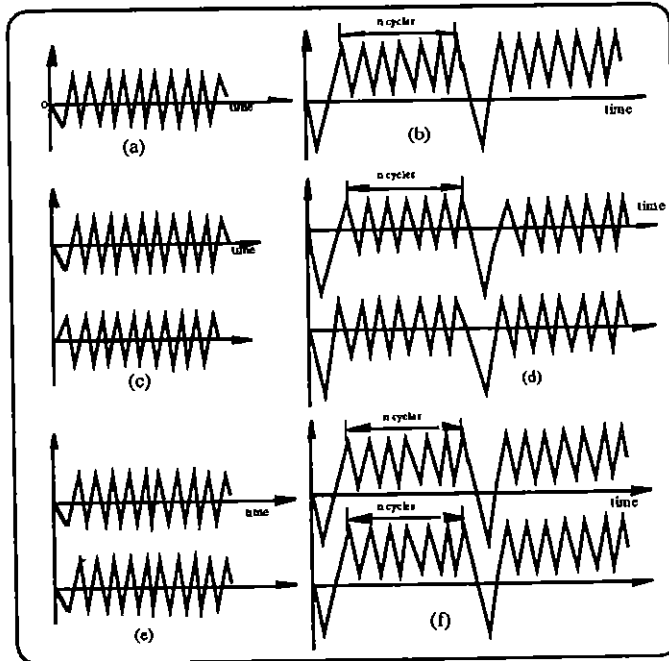 n cycles
o
time
(a)
(b)
time
n cycles
time
time
(c)
(d)
n cycles
time
n cycles
time
(e)
(f)